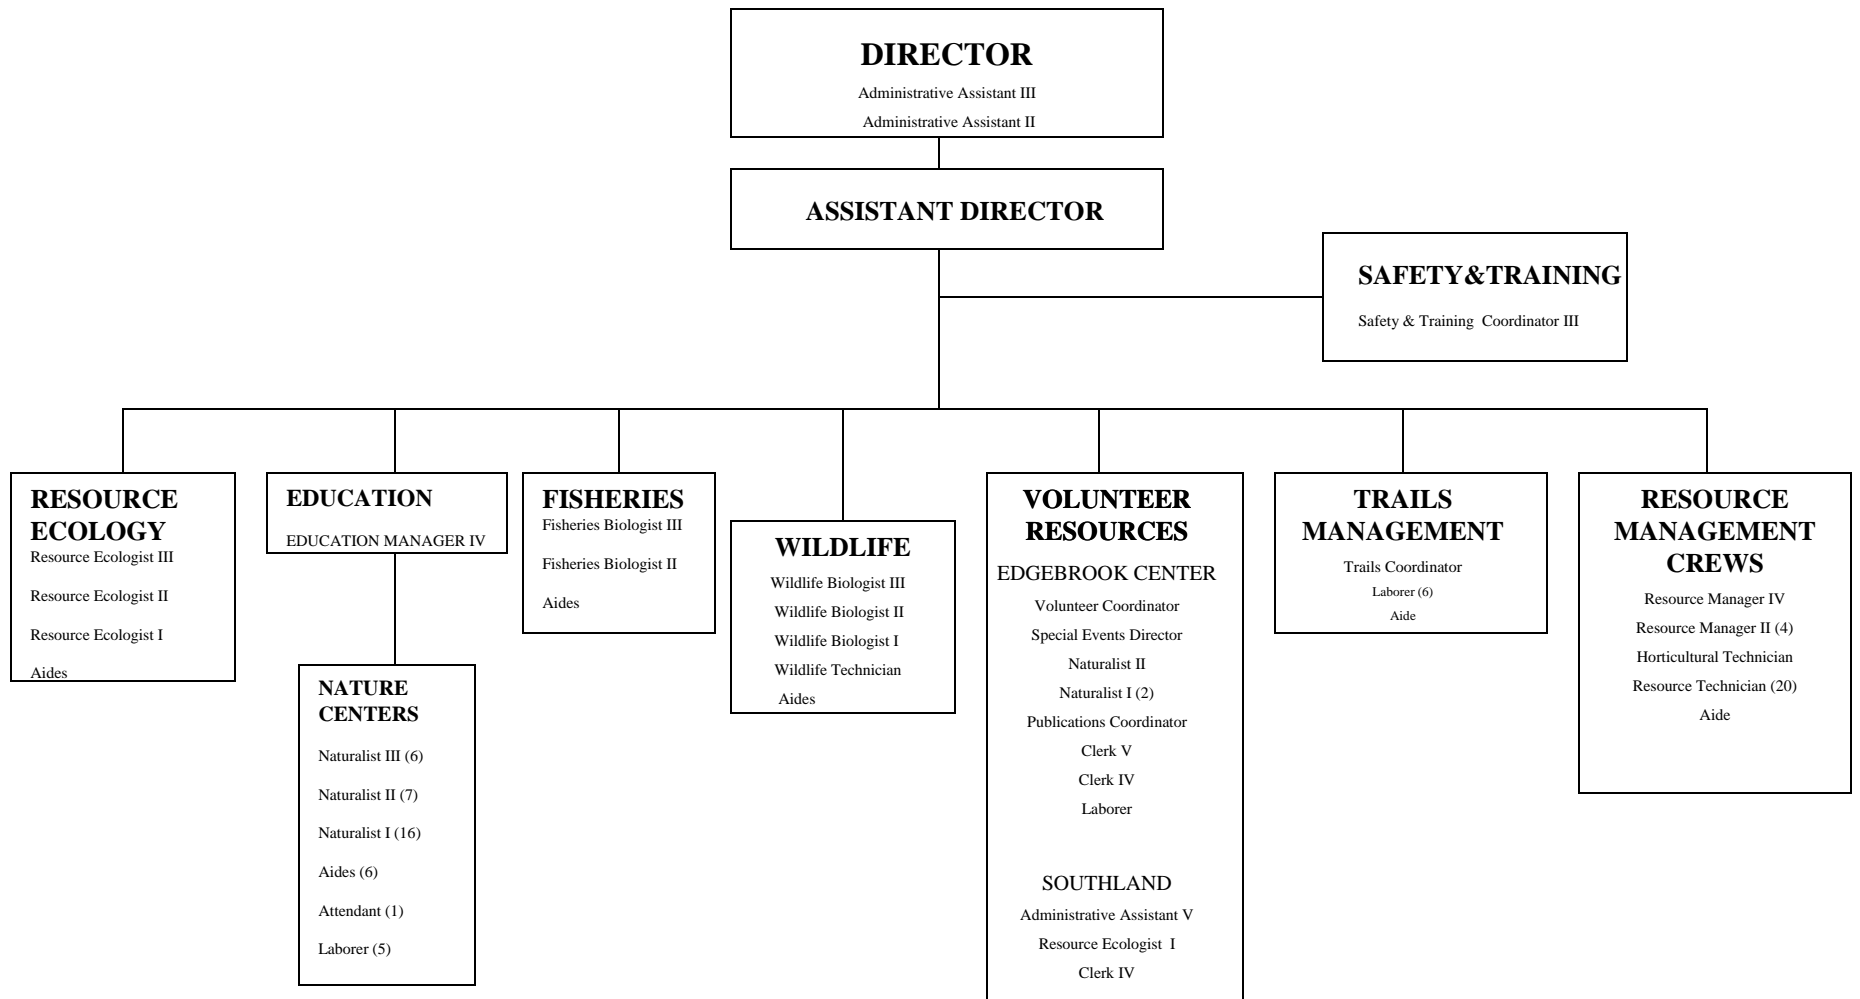 DIRECTOR
Administrative Assistant III
Administrative Assistant II
ASSISTANT DIRECTOR
SAFETY&TRAINING
Safety & Training Coordinator III
RESOURCE
ECOLOGY
Resource Ecologist III
Resource Ecologist II
Resource Ecologist I
Aides
EDUCATION
EDUCATION MANAGER IV
NATURE
CENTERS
Naturalist III (6)
Naturalist II (7)
Naturalist I (16)
Aides (6)
Attendant (1)
Laborer (5)
FISHERIES
Fisheries Biologist III
Fisheries Biologist II
Aides
WILDLIFE
Wildlife Biologist III
Wildlife Biologist II
Wildlife Biologist I
Wildlife Technician
Aides
VOLUNTEER
RESOURCES
EDGEBROOK CENTER
Volunteer Coordinator
Special Events Director
Naturalist II
Naturalist I (2)
Publications Coordinator
Clerk V
Clerk IV
Laborer
SOUTHLAND
Administrative Assistant V
Resource Ecologist I
Clerk IV
TRAILS
MANAGEMENT
Trails Coordinator
Laborer (6)
Aide
RESOURCE
MANAGEMENT
CREWS
Resource Manager IV
Resource Manager II (4)
Horticultural Technician
Resource Technician (20)
Aide